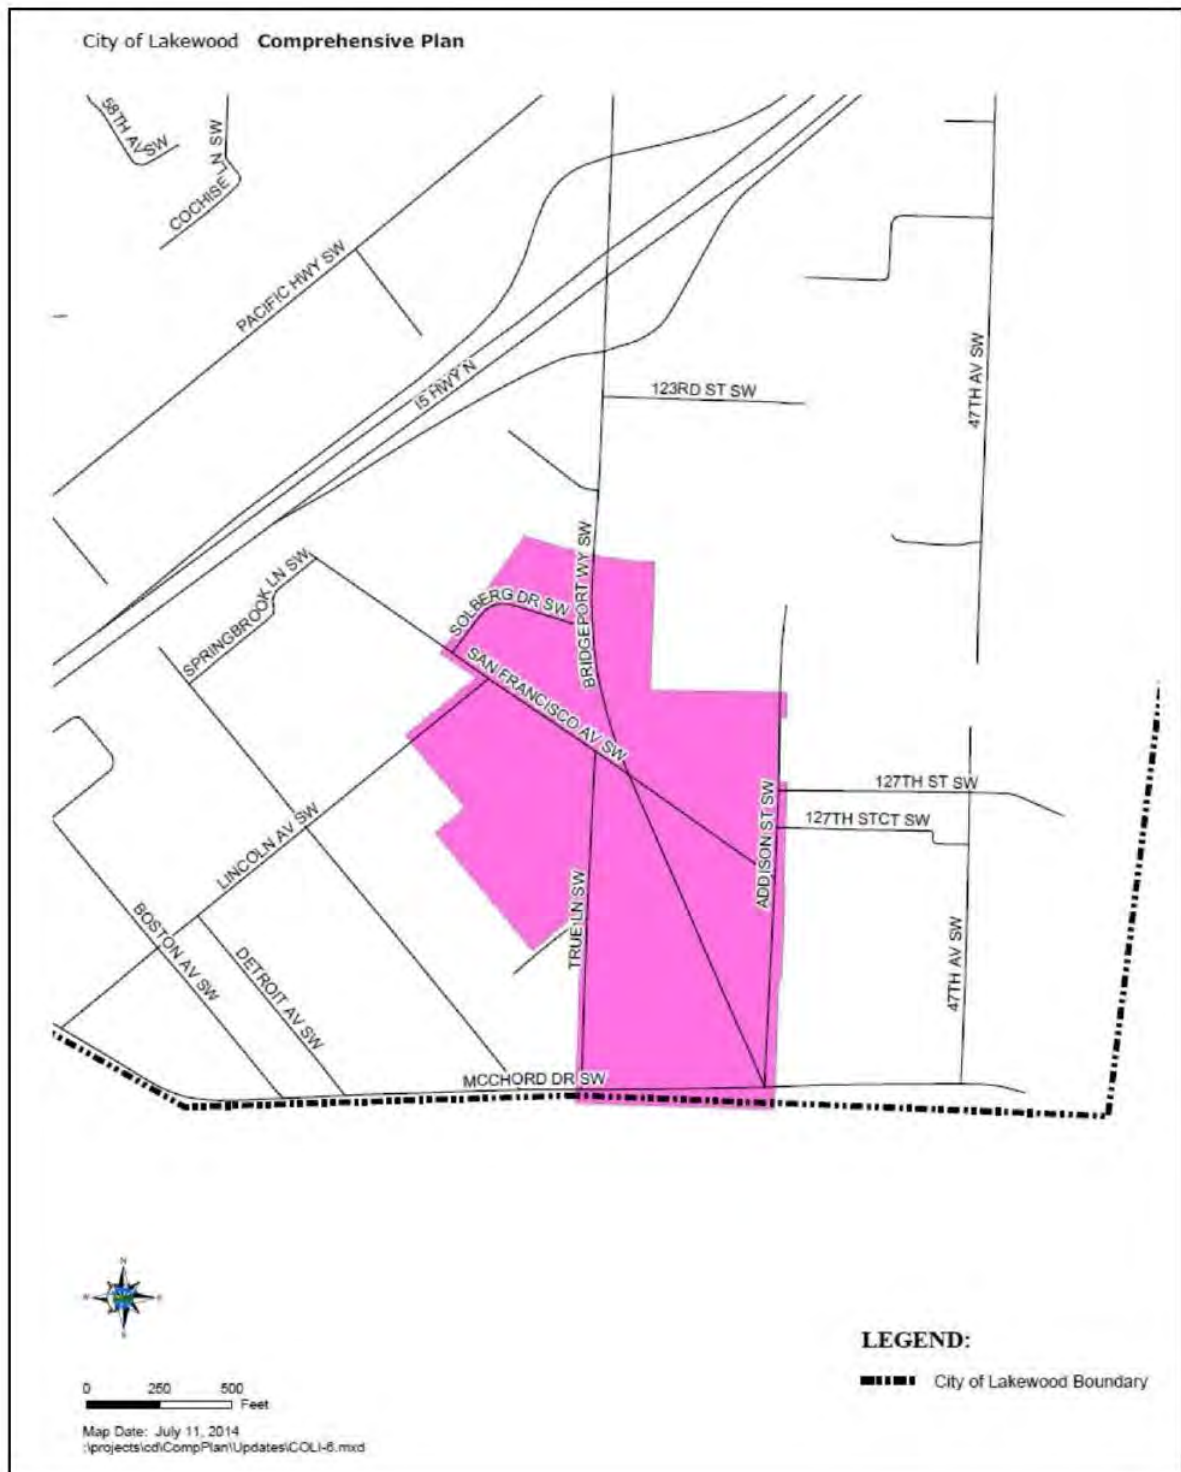 City of Lakewood Comprehensive Plan
58TH AV SW
COCHISE LN SW
PACIFIC HWY SW
I5 HWY N
123RD ST SW
47TH AV SW
SPRINGBROOK LN SW
SOLBERG DR SW
BRIDGEPORT WY SW
SAN FRANCISCO AV SW
LINCOLN AV SW
127TH ST SW
127TH STCT SW
ADDISON ST SW
BOSTON AV SW
DETROIT AV SW
TRUE LN SW
47TH AV SW
MCCHORD DR SW
N
W E
S
LEGEND:
City of Lakewood Boundary
0 250 500
Feet
Map Date: July 11, 2014
:\projects\cd\CompPlan\Updates\COLI-6.mxd